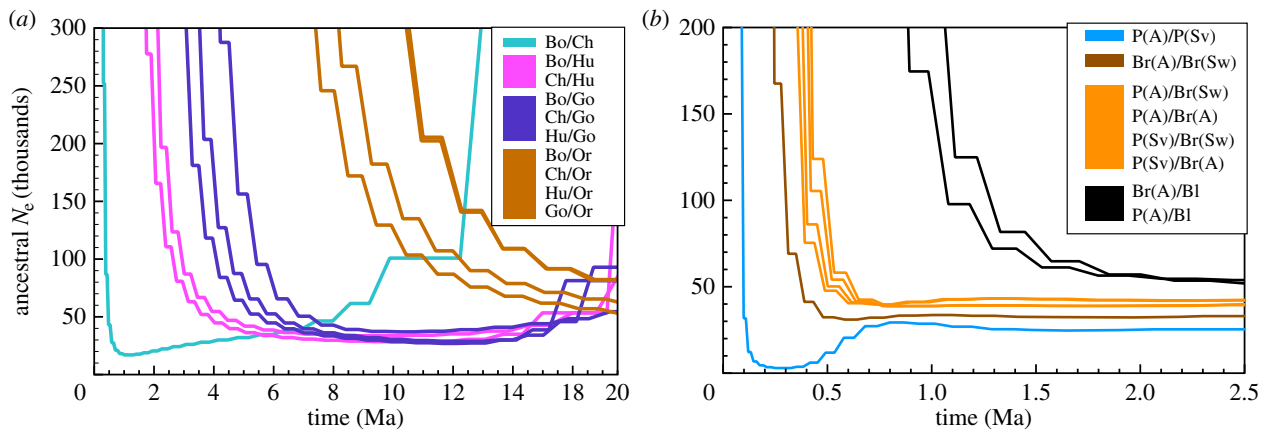 (a)
300
250
200
150
100
50
0
2
4
6
8
10
12
14
18
20
ancestral Ne (thousands)
time (Ma)
Bo/Ch
Bo/Hu
Ch/Hu
Bo/Go
Ch/Go
Hu/Go
Bo/Or
Ch/Or
Hu/Or
Go/Or
(b)
200
150
100
50
0
0.5
1.0
1.5
2.0
2.5
time (Ma)
P(A)/P(Sv)
Br(A)/Br(Sw)
P(A)/Br(Sw)
P(A)/Br(A)
P(Sv)/Br(Sw)
P(Sv)/Br(A)
Br(A)/Bl
P(A)/Bl